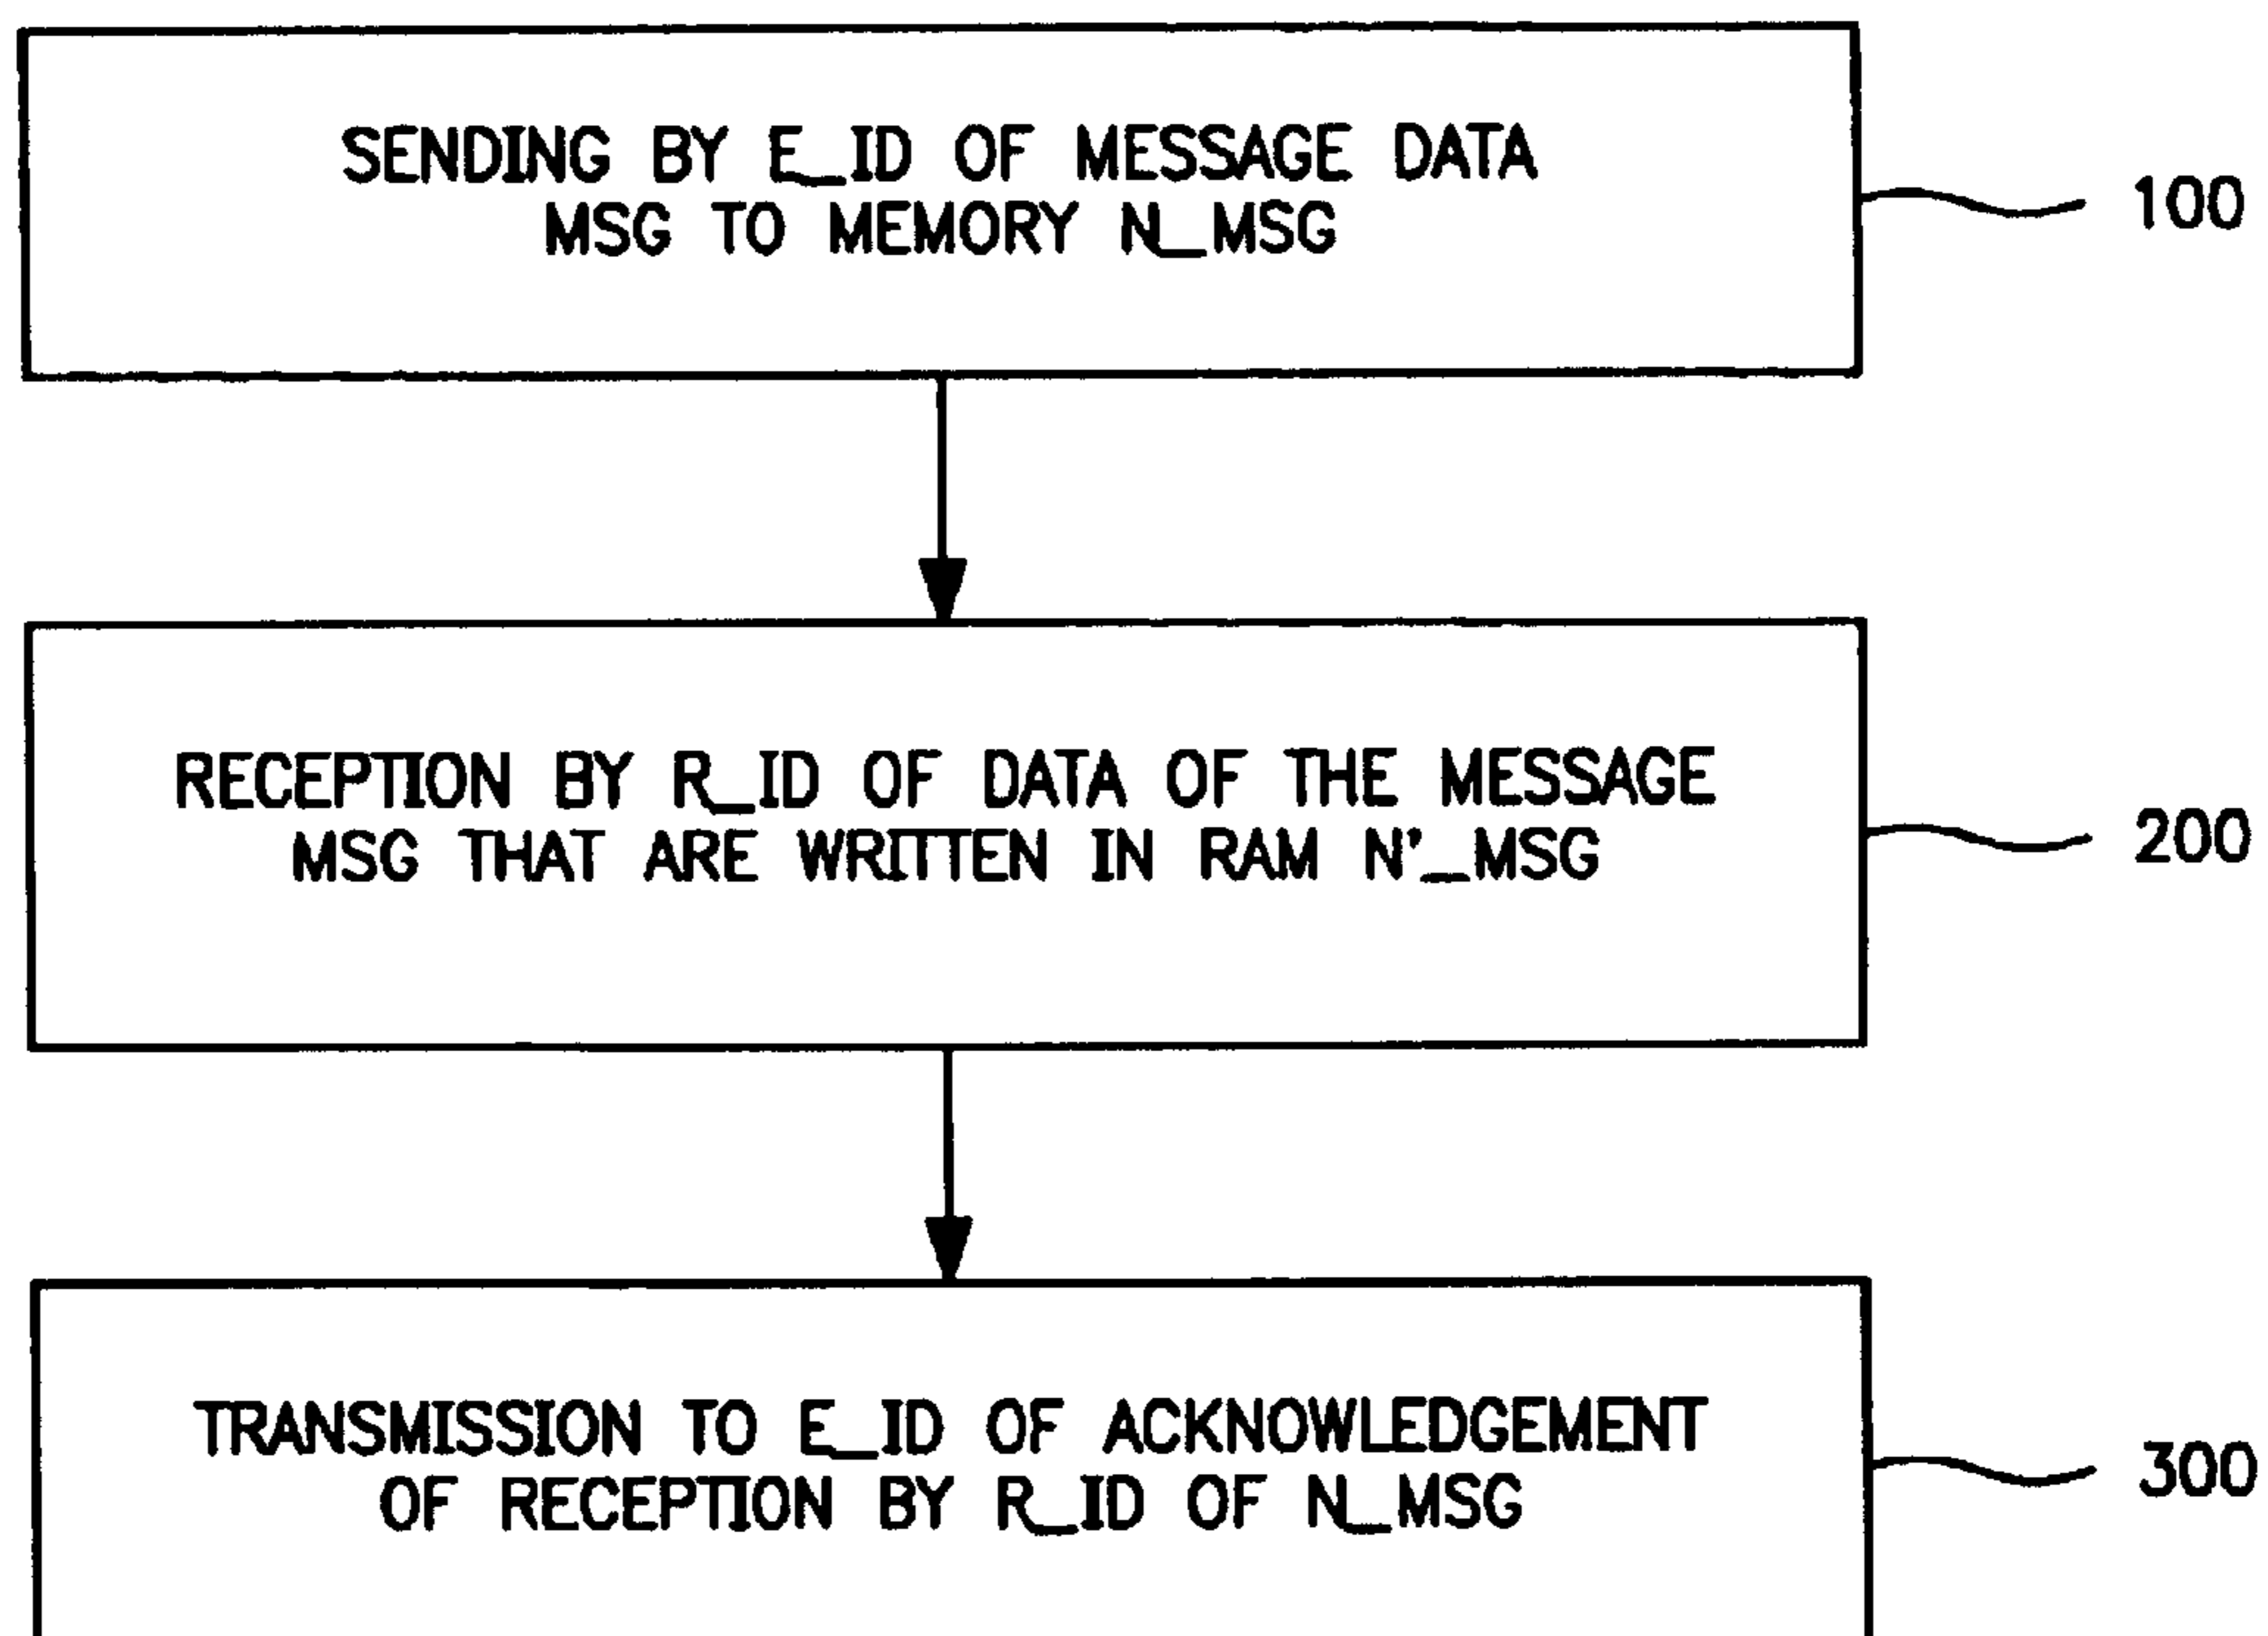 SENDING BY E_ID OF MESSAGE DATA
MSG TO MEMORY N_MSG
100
RECEPTION BY R_ID OF DATA OF THE MESSAGE
MSG THAT ARE WRITTEN IN RAM N'_MSG
200
TRANSMISSION TO E_ID OF ACKNOWLEDGEMENT
OF RECEPTION BY R_ID OF N_MSG
300